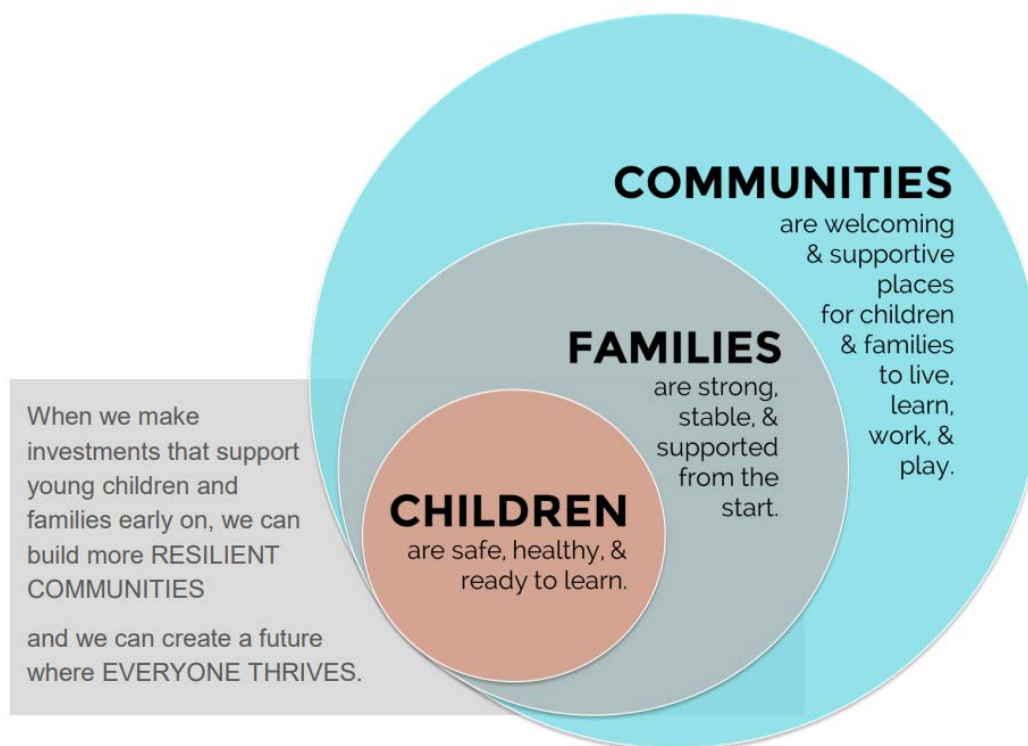 COMMUNITIES
are welcoming
& supportive
places
for children
& families
to live,
learn,
work, &
play.
FAMILIES
are strong,
stable, &
supported
from the
start.
CHILDREN
are safe, healthy, &
ready to learn.
When we make
investments that support
young children and
families early on, we can
build more RESILIENT
COMMUNITIES
and we can create a future
where EVERYONE THRIVES.